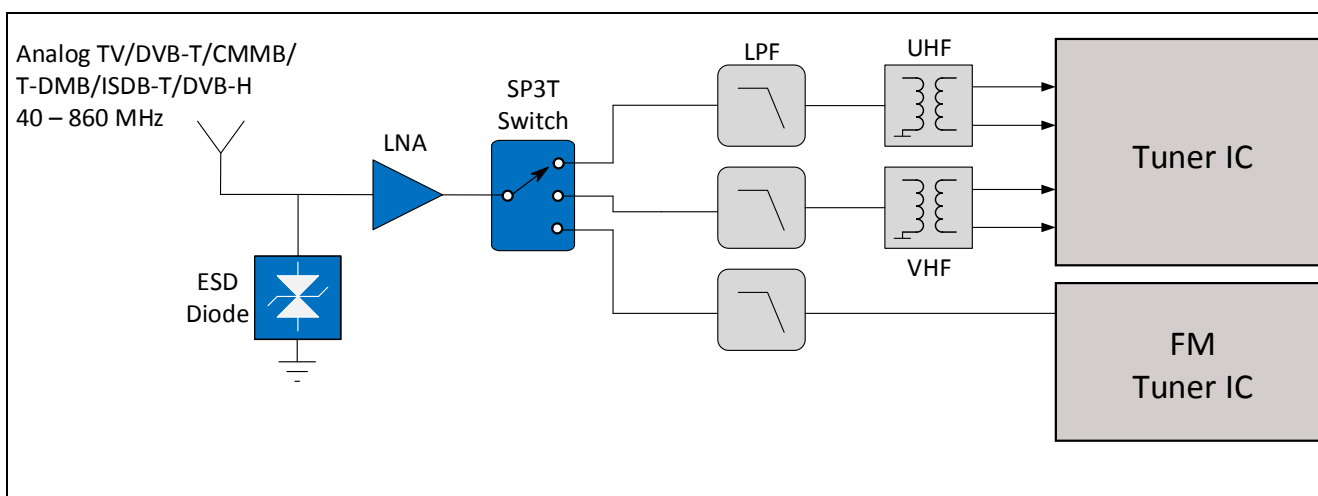 Analog TV/DVB-T/CMMB/
T-DMB/ISDB-T/DVB-H
40 – 860 MHz
LNA
SP3T
Switch
LPF
UHF
Tuner IC
VHF
ESD
Diode
FM
Tuner IC